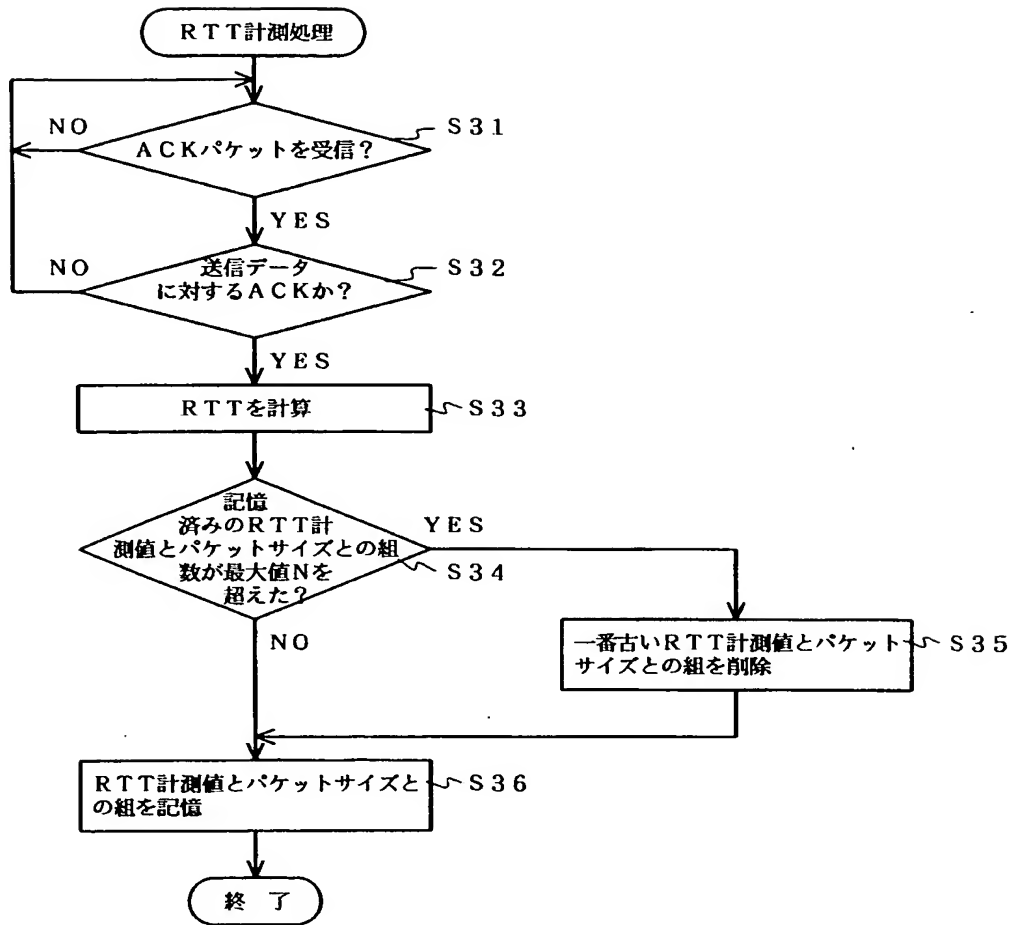 RTT計測処理
NO
S31
ACKパケットを受信?
YES
NO
S32
送信データ
に対するACKか?
YES
RTTを計算
S33
記憶
済みのRTT計
測値とパケットサイズとの組
数が最大値Nを
超えた?
YES
S34
NO
一番古いRTT計測値とパケット
サイズとの組を削除
S35
RTT計測値とパケットサイズと
の組を記憶
S36
終 了